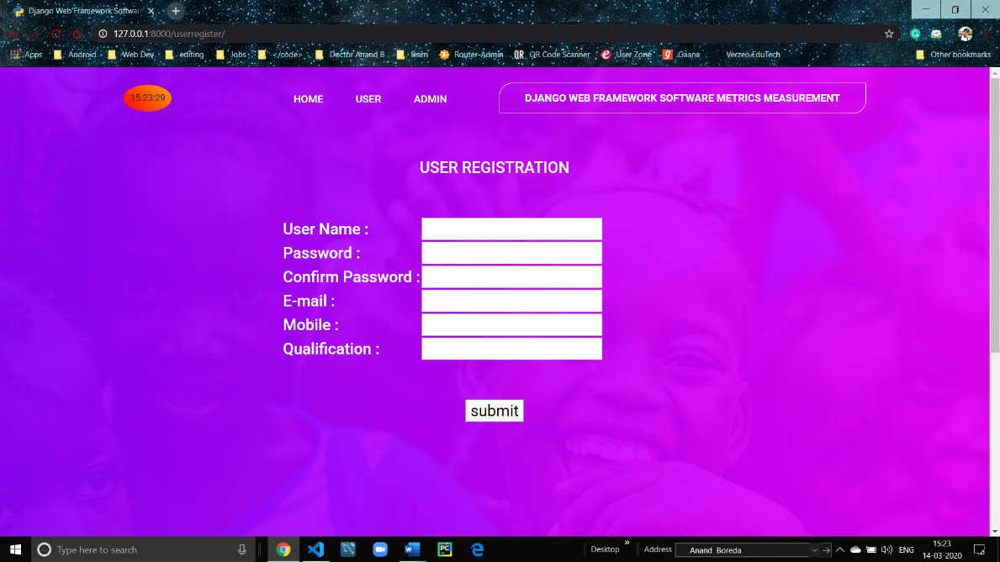 Django Web Framewprk Softwar
127.0.0.1:8000/userregister/
Apps Android Web Dev editing Jobs </code> Doctor Anand B... learn Router-Admin QR QR Code Scanner User Zone Gaana Verzeo EduTech Other bookmarks
15:23:29 HOME USER ADMIN DJANGO WEB FRAMEWORK SOFTWARE METRICS MEASUREMENT
USER REGISTRATION
User Name :
Password :
Confirm Password :
E-mail :
Mobile :
Qualification :
submit
Type here to search Desktop Address Anand Boreda ENG 15:23
14-03-2020